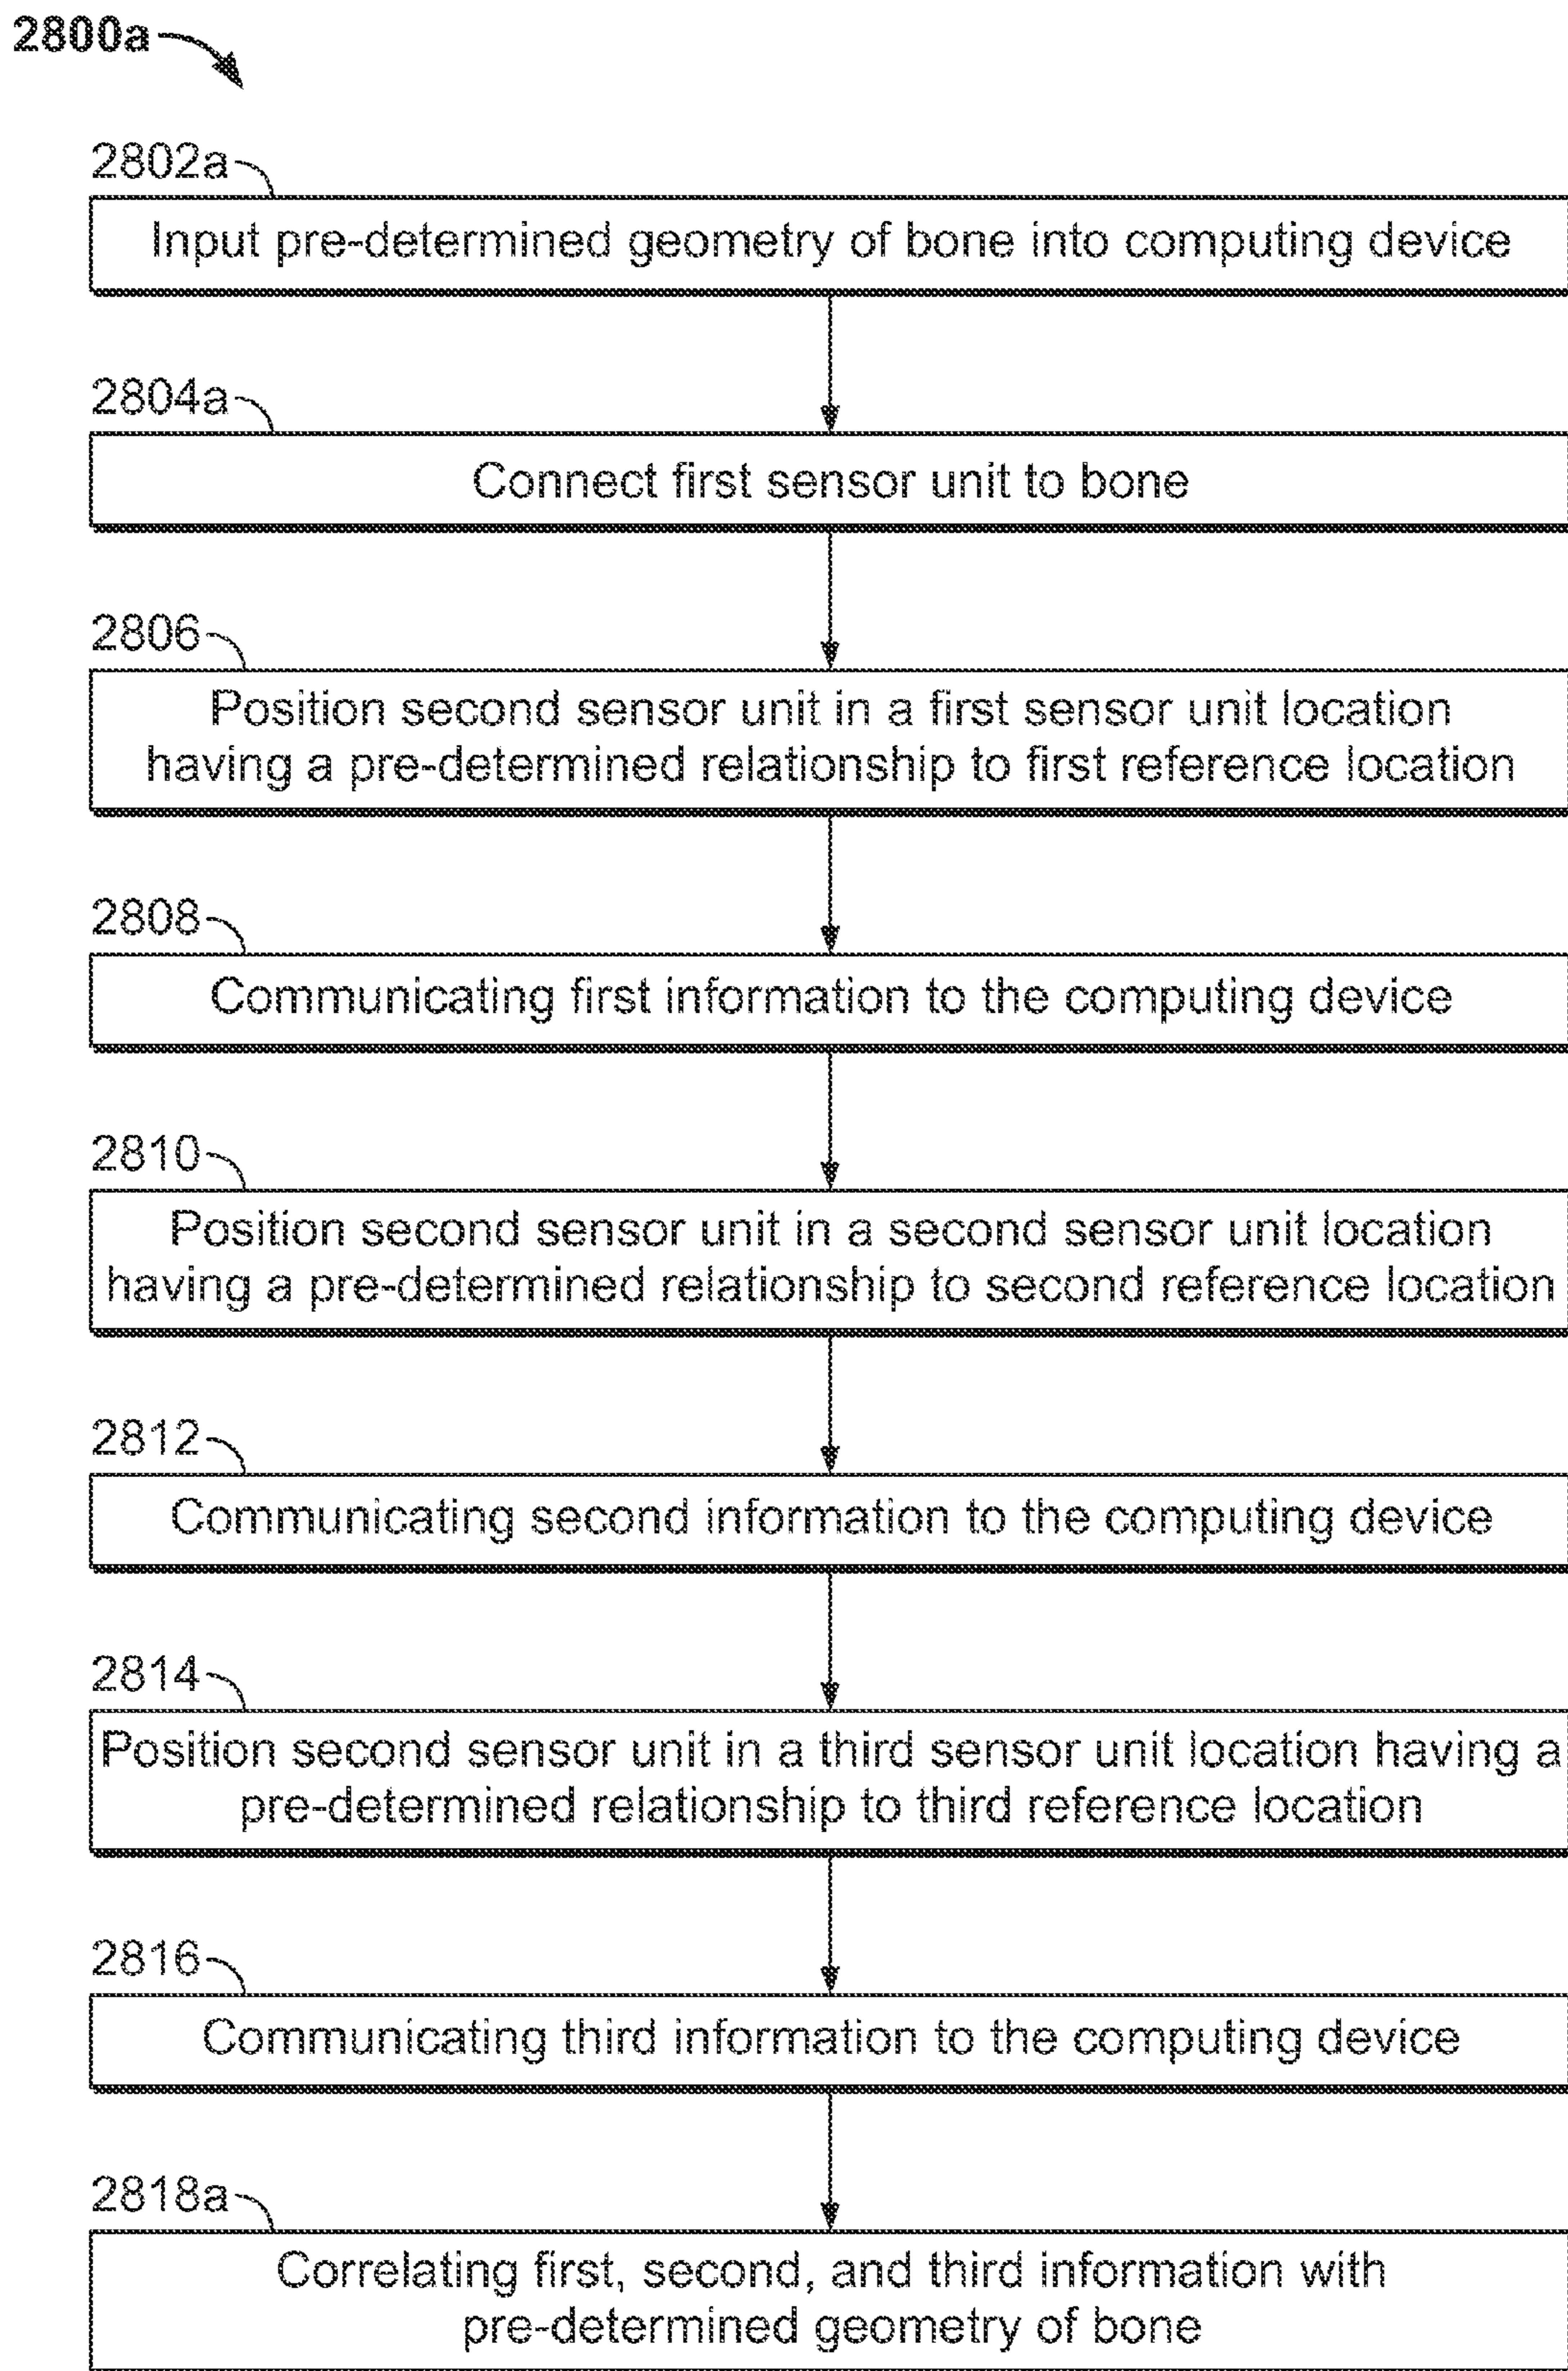 2800a
2802a
Input pre-determined geometry of bone into computing device
2804a
Connect first sensor unit to bone
2806
Position second sensor unit in a first sensor unit location
having a pre-determined relationship to first reference location
2808
Communicating first information to the computing device
2810
Position second sensor unit in a second sensor unit location
having a pre-determined relationship to second reference location
2812
Communicating second information to the computing device
2814
Position second sensor unit in a third sensor unit location having a
pre-determined relationship to third reference location
2816
Communicating third information to the computing device
2818a
Correlating first, second, and third information with
pre-determined geometry of bone